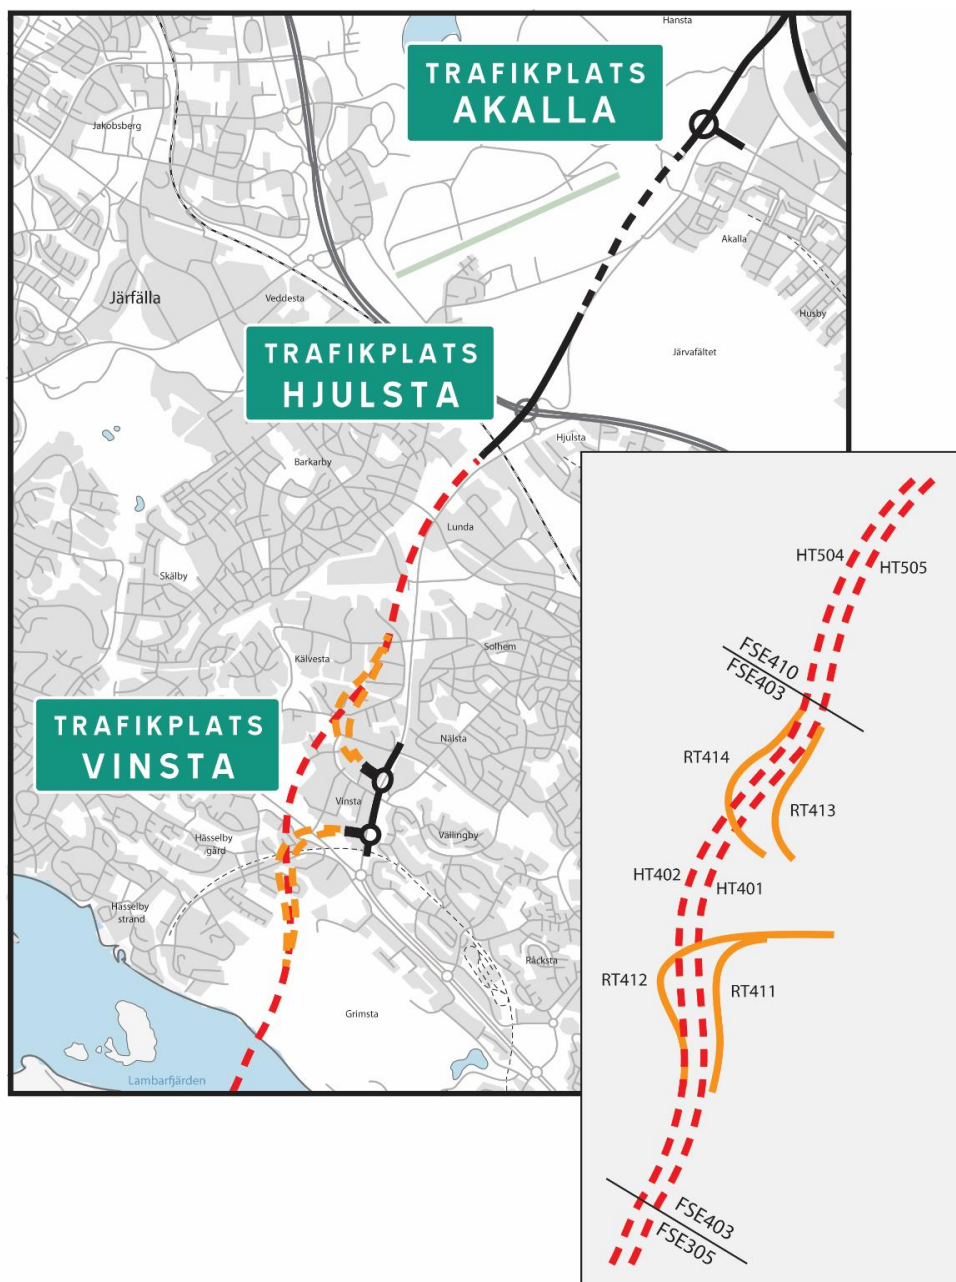 Hansta
TRAFIKPLATS
AKALLA
Jakobsberg
Akalla
Järfälla
Veddesta
Husby
TRAFIKPLATS
HJULSTA
Järvafältet
Hjulsta
Barkarby
Lunda
Skälby
Solhem
Kälvesta
TRAFIKPLATS
VINSTA
Nälsta
Vinsta
Hässelby
gård
Vällingby
Hässelby
strand
Råcksta
Grimsta
Lambarfjärden
HT504
HT505
FSE410
FSE403
RT414
RT413
HT402
HT401
RT412
RT411
FSE403
FSE305